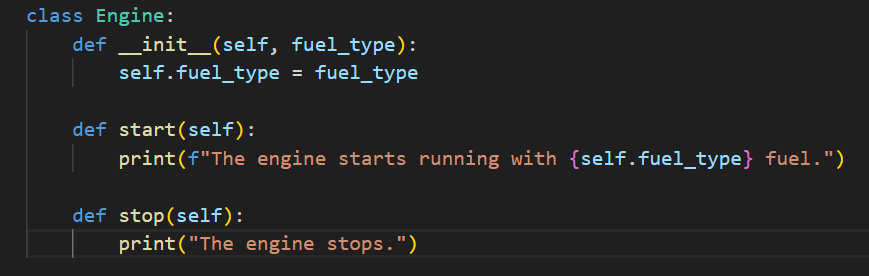 class Engine:
    def __init__(self, fuel_type):
        self.fuel_type = fuel_type
    def start(self):
        print(f"The engine starts running with {self.fuel_type} fuel.")
    def stop(self):
        print("The engine stops.")